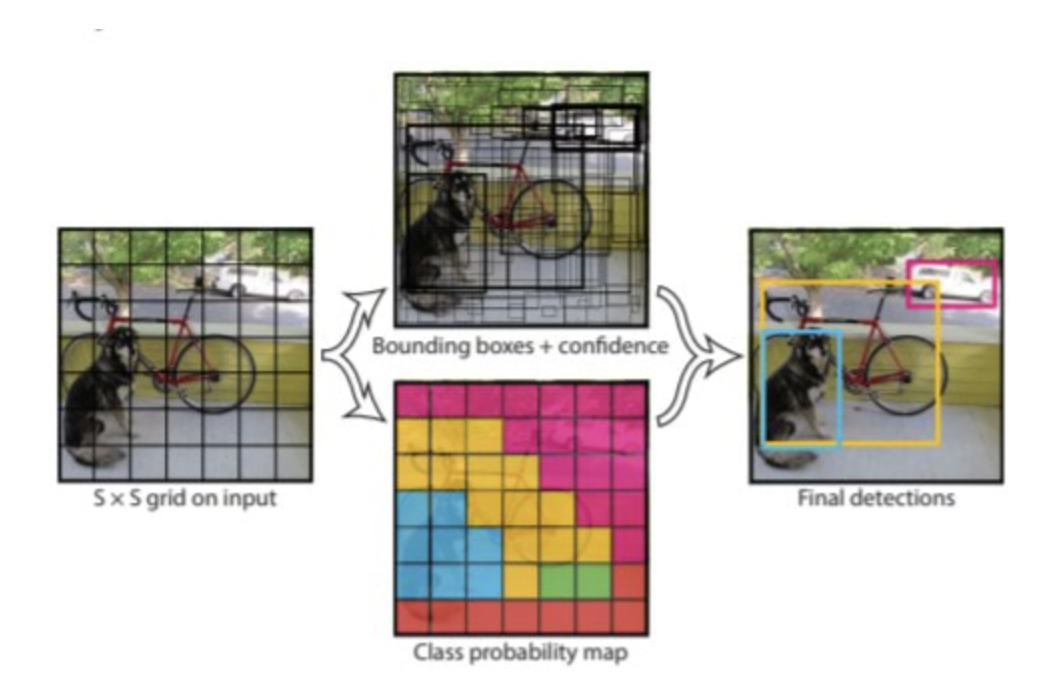 S × S grid on input
Bounding boxes + confidence
Class probability map
Final detections